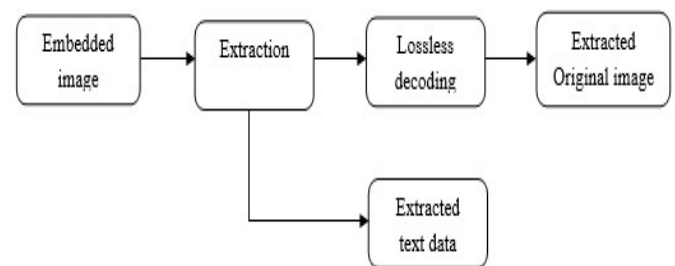 Embedded
image
Extraction
Lossless
decoding
Extracted
Original image
Extracted
text data